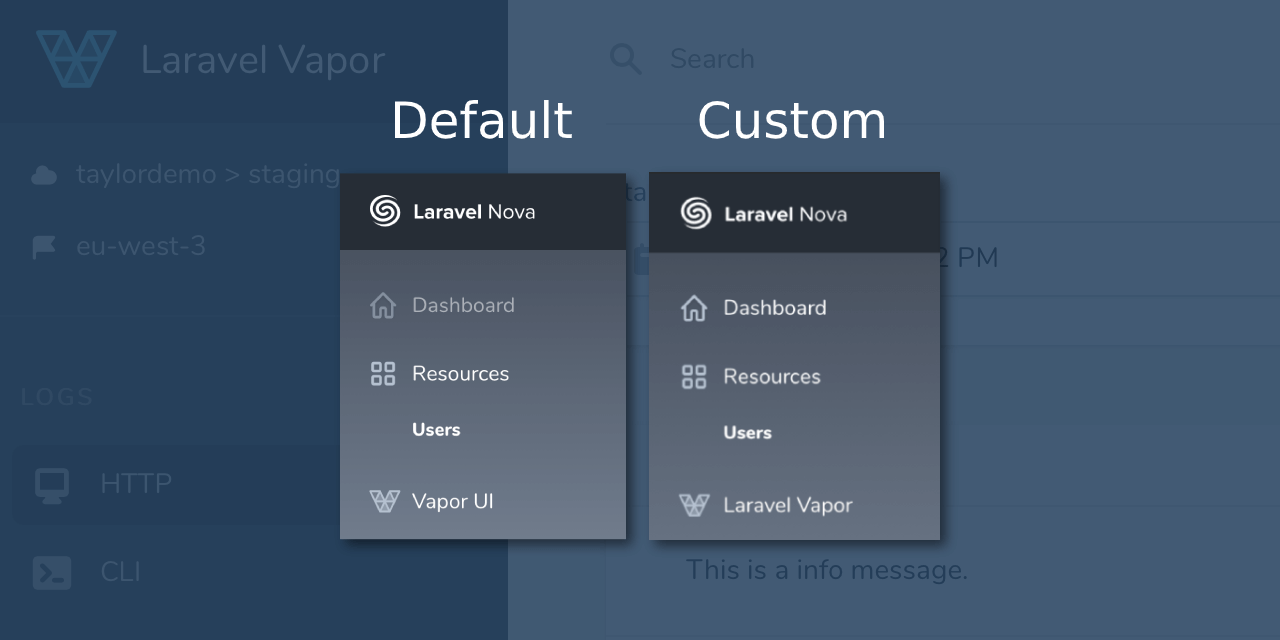 Laravel Vapor
Search
Default
Custom
taylordemo > staging
ta
eu-west-3
2 PM
Laravel Nova
Dashboard
Resources
Users
Vapor UI
Laravel Nova
Dashboard
Resources
Users
Laravel Vapor
LOGS
HTTP
CLI
This is a info message.